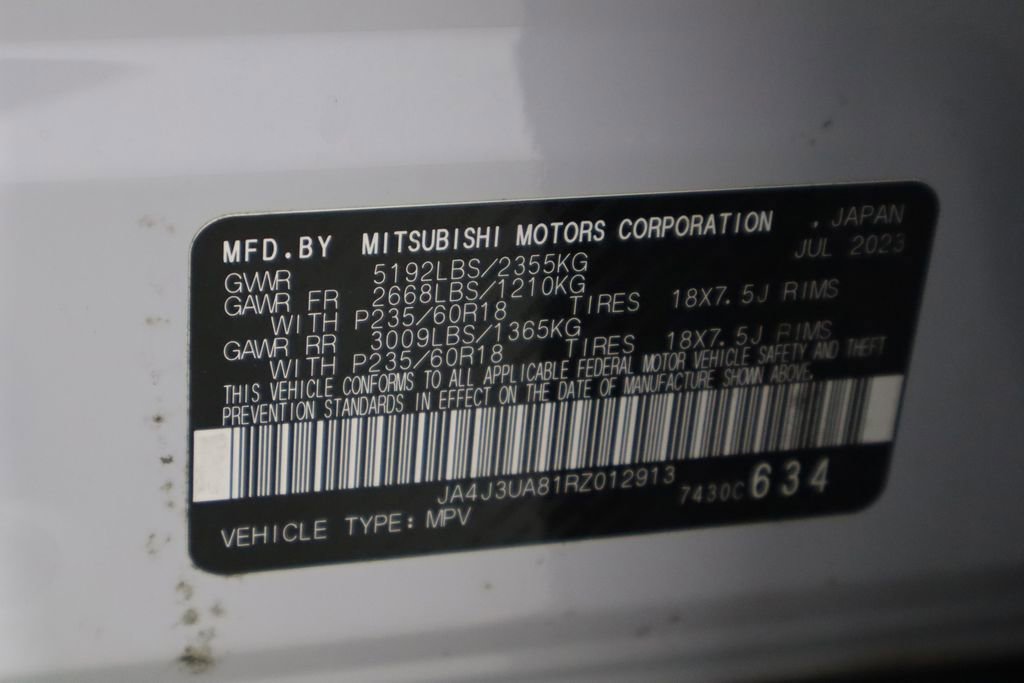 MFD.BY MITSUBISHI MOTORS CORPORATION , JAPAN
GVWR 5192LBS/2355KG JUL 2023
GAWR FR 2668LBS/1210KG
WITH P235/60R18 TIRES 18X7.5J RIMS
GAWR RR 3009LBS/1365KG
WITH P235/60R18 TIRES 18X7.5J RIMS
THIS VEHICLE CONFORMS TO ALL APPLICABLE FEDERAL MOTOR VEHICLE SAFETY AND THEFT
PREVENTION STANDARDS IN EFFECT ON THE DATE OF MANUFACTURE SHOWN ABOVE.
JA4J3UA81RZ012913 7430C 634
VEHICLE TYPE: MPV